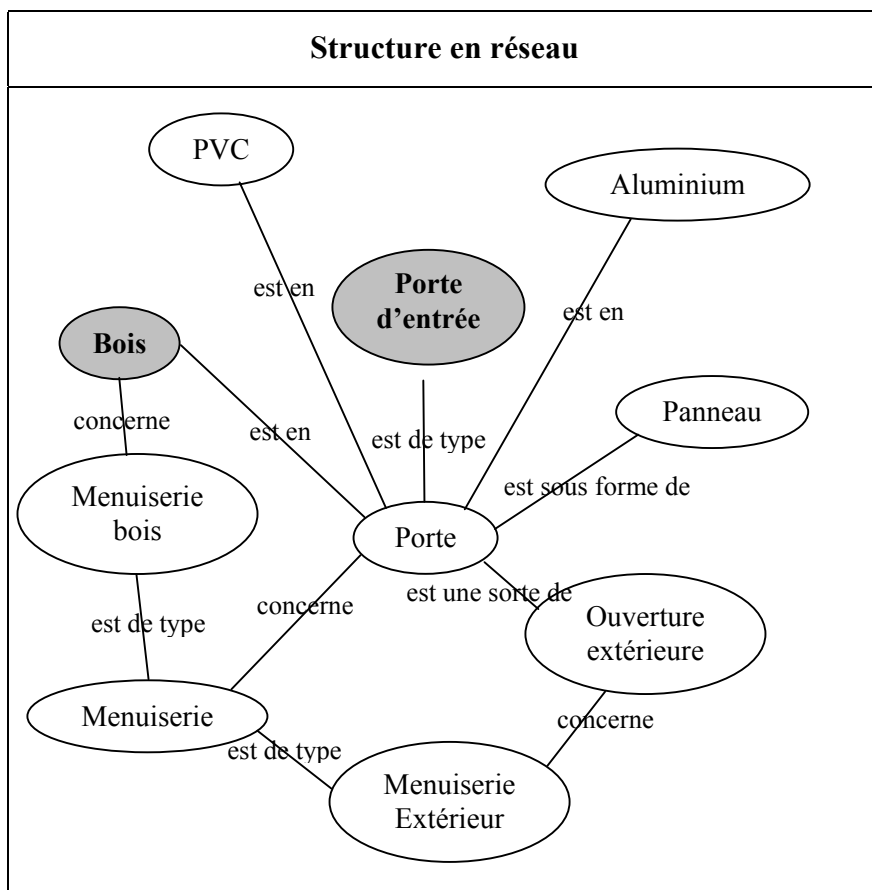 Structure en réseau
PVC
Aluminium
est en
Porte
d'entrée
est en
Bois
concerne
est en
est de type
Panneau
est sous forme de
Menuiserie
bois
Porte
est une sorte de
concerne
est de type
Ouverture
extérieure
Menuiserie
concerne
est de type
Menuiserie
Extérieur